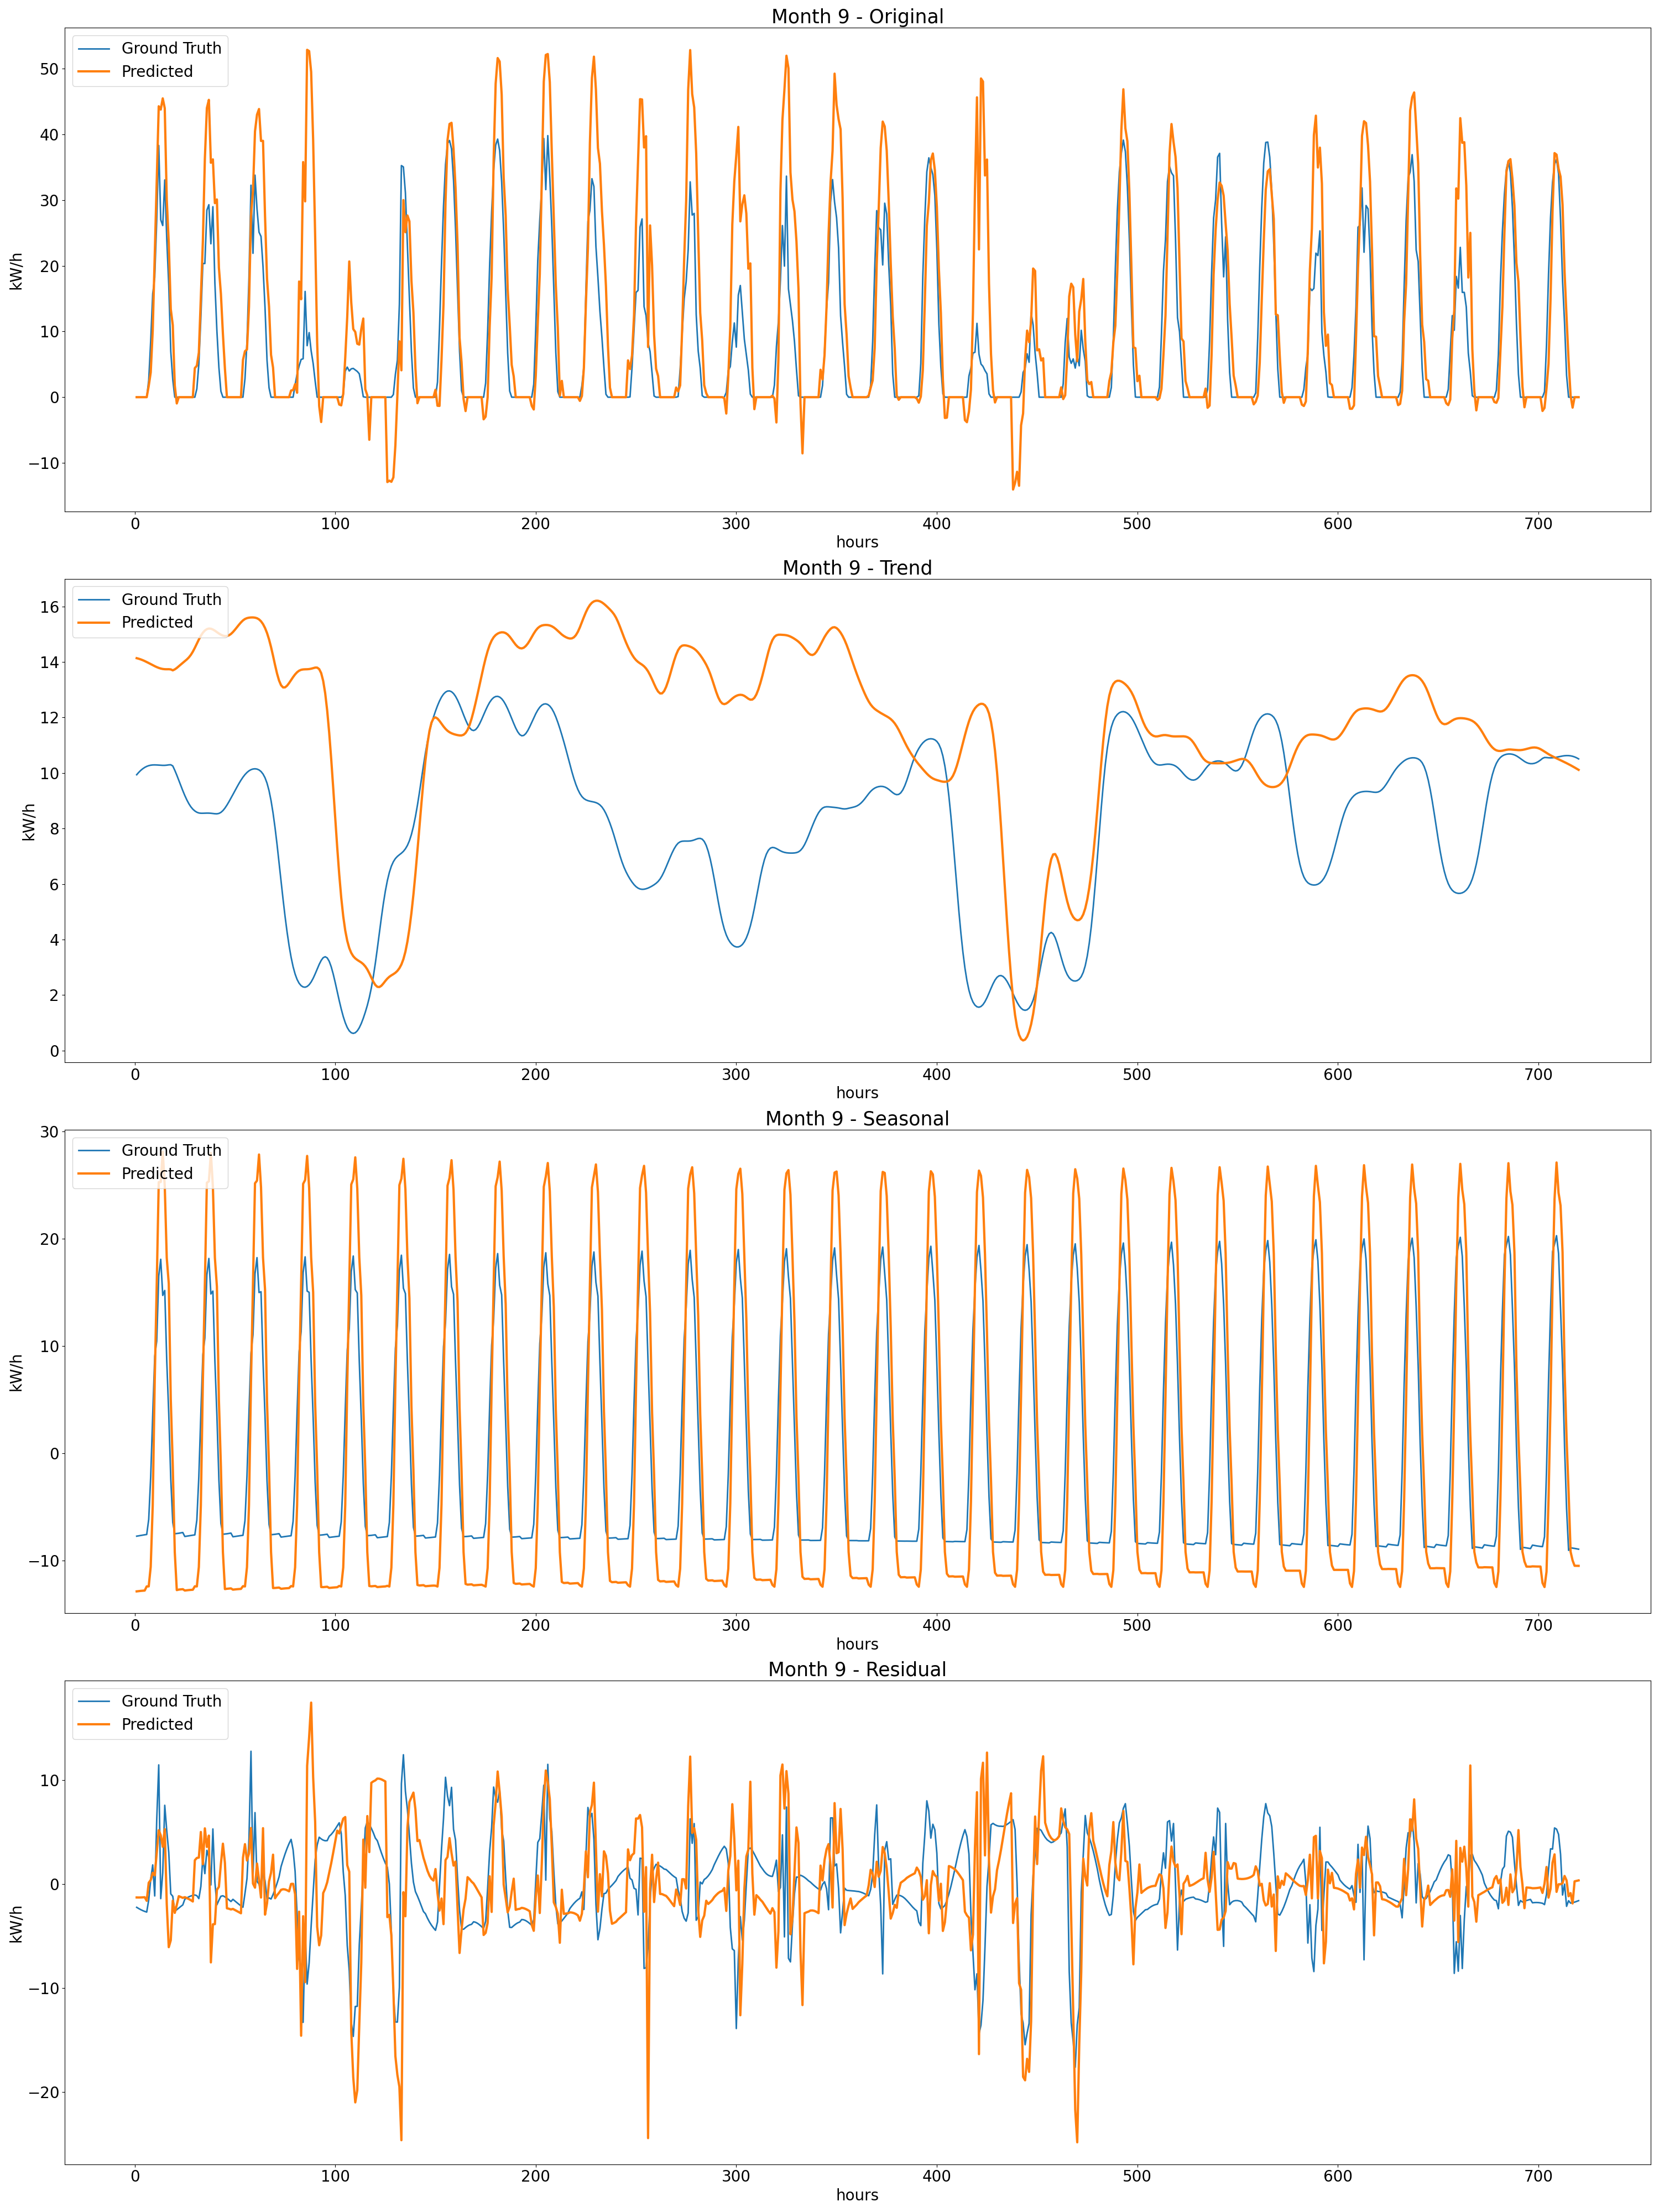 Month 9 - Original
Ground Truth
Predicted
50
40
30
20
10
0
−10
kW/h
0 100 200 300 400 500 600 700
hours
Month 9 - Trend
Ground Truth
Predicted
16
14
12
10
8
6
4
2
0
kW/h
0 100 200 300 400 500 600 700
hours
Month 9 - Seasonal
Ground Truth
Predicted
30
20
10
0
−10
kW/h
0 100 200 300 400 500 600 700
hours
Month 9 - Residual
Ground Truth
Predicted
10
0
−10
−20
kW/h
0 100 200 300 400 500 600 700
hours